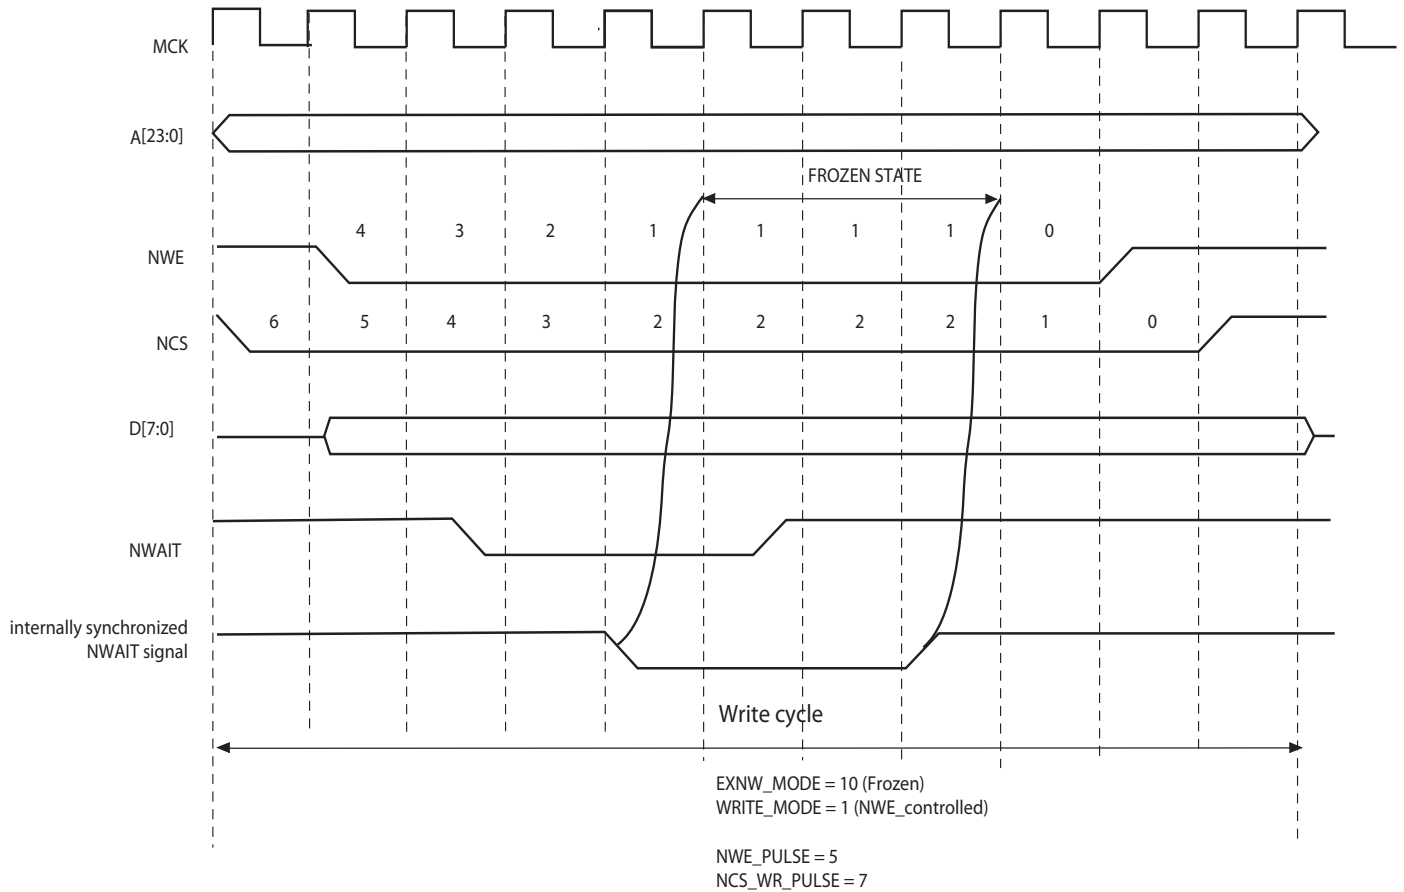 MCK
A[23:0]
FROZEN STATE
4 3 2 1 1 1 1 0
NWE
6 5 4 3 2 2 2 2 1 0
NCS
D[7:0]
NWAIT
internally synchronized
NWAIT signal
Write cycle
EXNW_MODE = 10 (Frozen)
WRITE_MODE = 1 (NWE_controlled)
NWE_PULSE = 5
NCS_WR_PULSE = 7